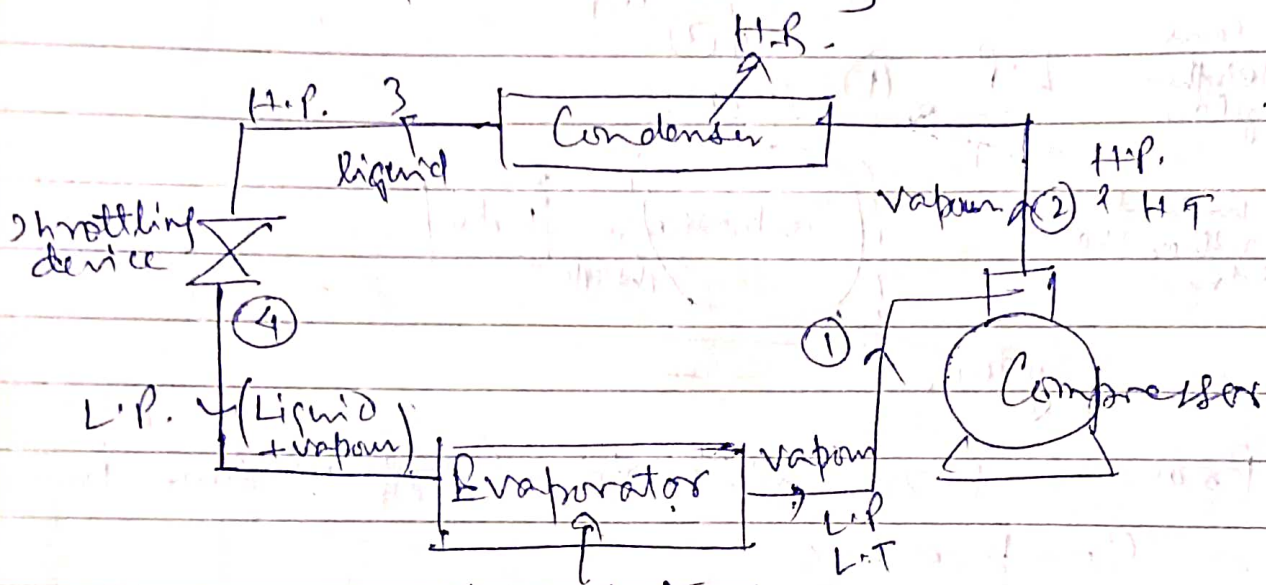 H.R.
H.P. 3
Condenser
liquid
H.P.
vapour ② & H T
Throttling
device
④
①
Compressor
L.P. (Liquid
+ vapour)
vapour
Evaporator
L.P
L.T